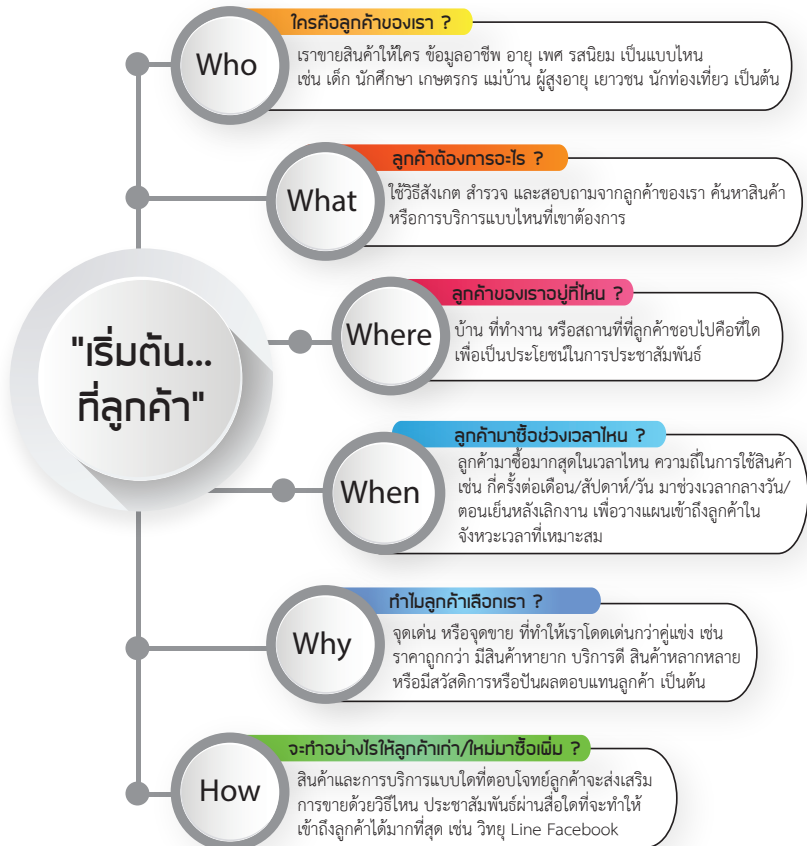 ใครคือลูกค้าของเรา ?
Who
เราขายสินค้าให้ใคร ข้อมูลอาชีพ อายุ เพศ รสนิยม เป็นแบบไหน
เช่น เด็ก นักศึกษา เกษตรกร แม่บ้าน ผู้สูงอายุ เยาวชน นักท่องเที่ยว เป็นต้น
ลูกค้าต้องการอะไร ?
What
ใช้วิธีสังเกต สำรวจ และสอบถามจากลูกค้าของเรา ค้นหาสินค้า
หรือการบริการแบบไหนที่เขาต้องการ
"เริ่มต้น...
ที่ลูกค้า"
ลูกค้าของเราอยู่ที่ไหน ?
Where
บ้าน ที่ทำงาน หรือสถานที่ที่ลูกค้าชอบไปคือที่ใด
เพื่อเป็นประโยชน์ในการประชาสัมพันธ์
ลูกค้ามาซื้อช่วงเวลาไหน ?
When
ลูกค้ามาซื้อมากสุดในเวลาไหน ความถี่ในการใช้สินค้า
เช่น กี่ครั้งต่อเดือน/สัปดาห์/วัน มาช่วงเวลากลางวัน/
ตอนเย็นหลังเลิกงาน เพื่อวางแผนเข้าถึงลูกค้าใน
จังหวะเวลาที่เหมาะสม
ทำไมลูกค้าเลือกเรา ?
Why
จุดเด่น หรือจุดขาย ที่ทำให้เราโดดเด่นกว่าคู่แข่ง เช่น
ราคาถูกกว่า มีสินค้าหายาก บริการดี สินค้าหลากหลาย
หรือมีสวัสดิการหรือปันผลตอบแทนลูกค้า เป็นต้น
จะทำอย่างไรให้ลูกค้าเก่า/ใหม่มาซื้อเพิ่ม ?
How
สินค้าและการบริการแบบใดที่ตอบโจทย์ลูกค้าจะส่งเสริม
การขายด้วยวิธีไหน ประชาสัมพันธ์ผ่านสื่อใดที่จะทำให้
เข้าถึงลูกค้าได้มากที่สุด เช่น วิทยุ Line Facebook